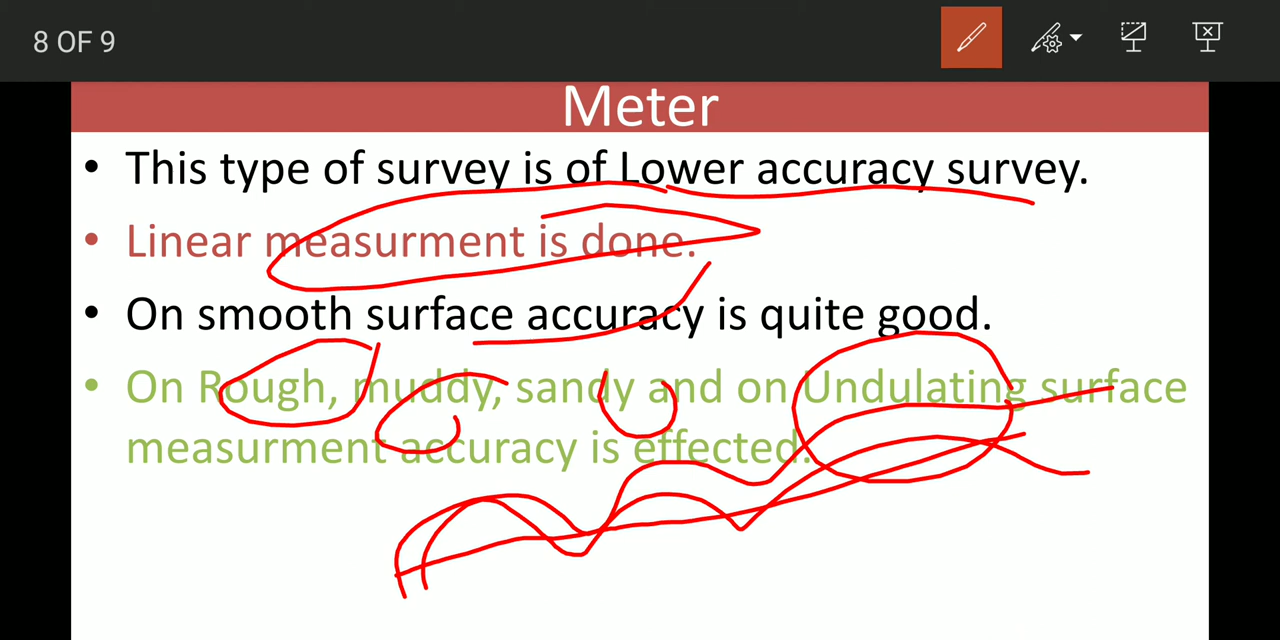 8 OF 9
Meter
• This type of survey is of Lower accuracy survey.
• Linear measurment is done.
• On smooth surface accuracy is quite good.
• On Rough, muddy, sandy and on Undulating surface
measurment accuracy is effected.